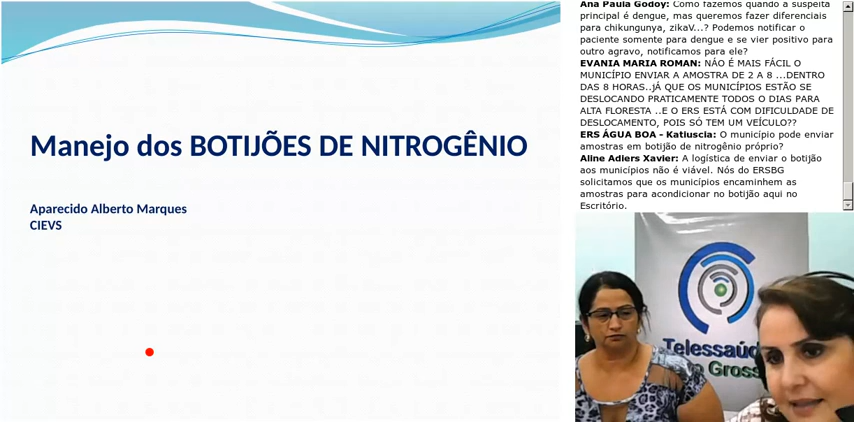 Manejo dos BOTIJÕES DE NITROGÊNIO
Aparecido Alberto Marques
CIEVS
Ana Paula Godoy: Como fazemos quando a suspeita
principal é dengue, mas queremos fazer diferenciais
para chikungunya, zikaV...? Podemos notificar o
paciente somente para dengue e se vier positivo para
outro agravo, notificamos para ele?
EVANIA MARIA ROMAN: NÃO É MAIS FÁCIL O
MUNICÍPIO ENVIAR A AMOSTRA DE 2 A 8 ...DENTRO
DAS 8 HORAS..JÁ QUE OS MUNICÍPIOS ESTÃO SE
DESLOCANDO PRATICAMENTE TODOS O DIAS PARA
ALTA FLORESTA ..E O ERS ESTÁ COM DIFICULDADE DE
DESLOCAMENTO, POIS SÓ TEM UM VEÍCULO??
ERS ÁGUA BOA - Katiuscia: O município pode enviar
amostras em botijão de nitrogênio próprio?
Aline Adlers Xavier: A logística de enviar o botijão
aos municípios não é viável. Nós do ERSBG
solicitamos que os municípios encaminhem as
amostras para acondicionar no botijão aqui no
Escritório.
Telessaúd
Gross